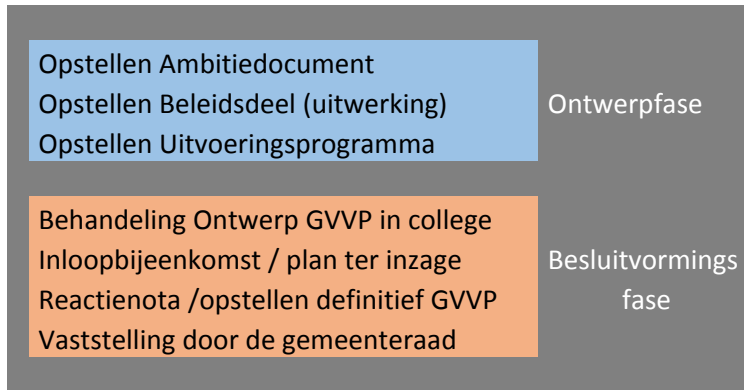 Opstellen Ambitiedocument
Opstellen Beleidsdeel (uitwerking)
Opstellen Uitvoeringsprogramma
Ontwerpfase
Behandeling Ontwerp GVVP in college
Inloopbijeenkomst / plan ter inzage
Reactienota /opstellen definitief GVVP
Vaststelling door de gemeenteraad
Besluitvormings
fase